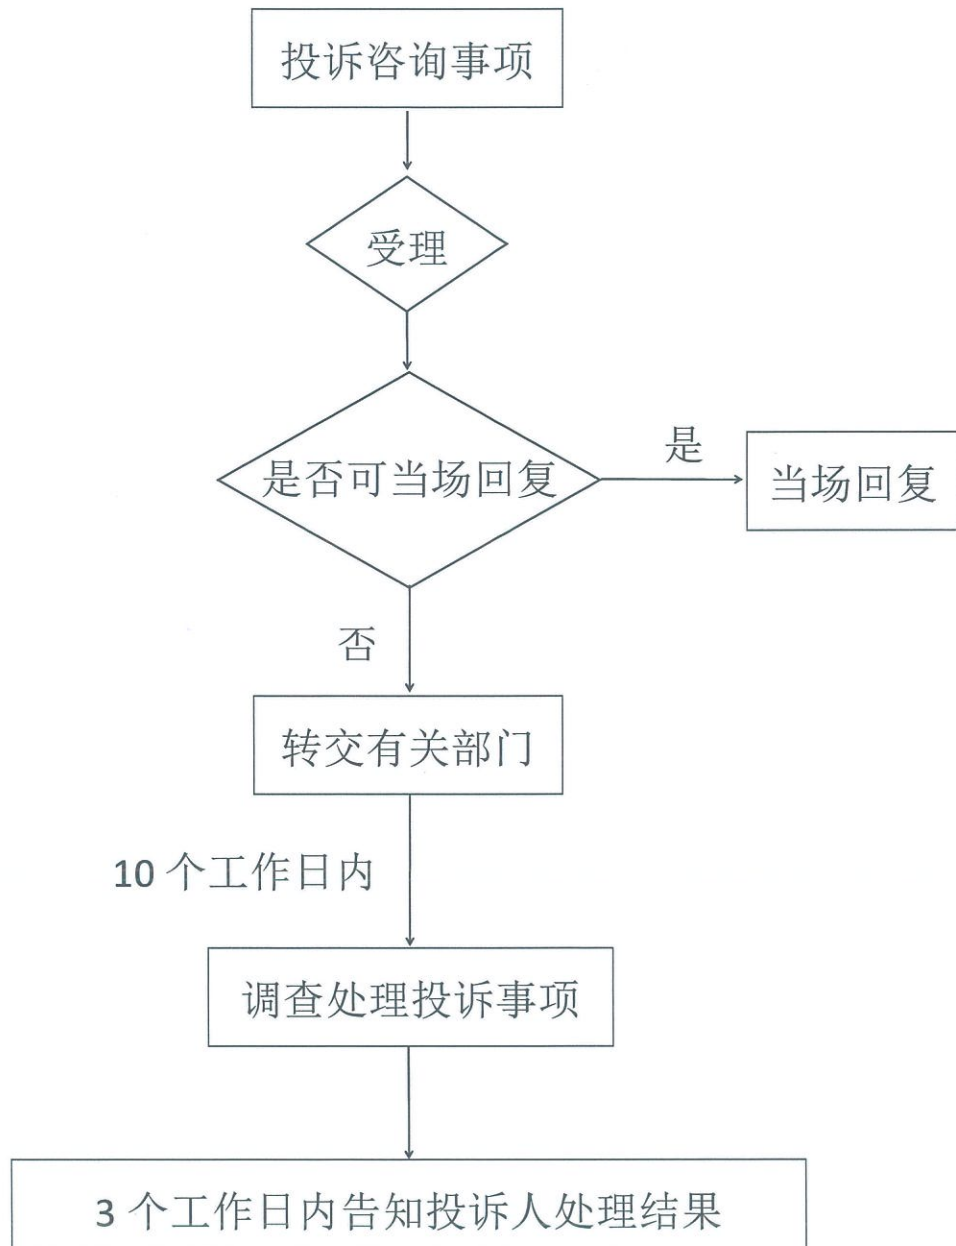 投诉咨询事项
受理
是否可当场回复
是
当场回复
否
转交有关部门
10 个工作日内
调查处理投诉事项
3 个工作日内告知投诉人处理结果